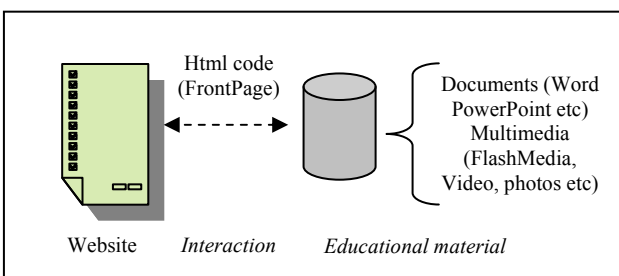 Html code
(FrontPage)
Documents (Word
PowerPoint etc)
Multimedia
(FlashMedia,
Video, photos etc)
Website
Interaction
Educational material